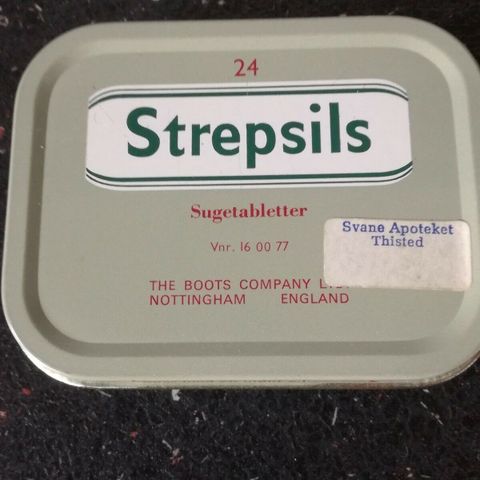 24
Strepsils
Sugetabletter
Vnr. 16 00 77
Svane Apoteket
Thisted
THE BOOTS COMPANY
NOTTINGHAM ENGLAND